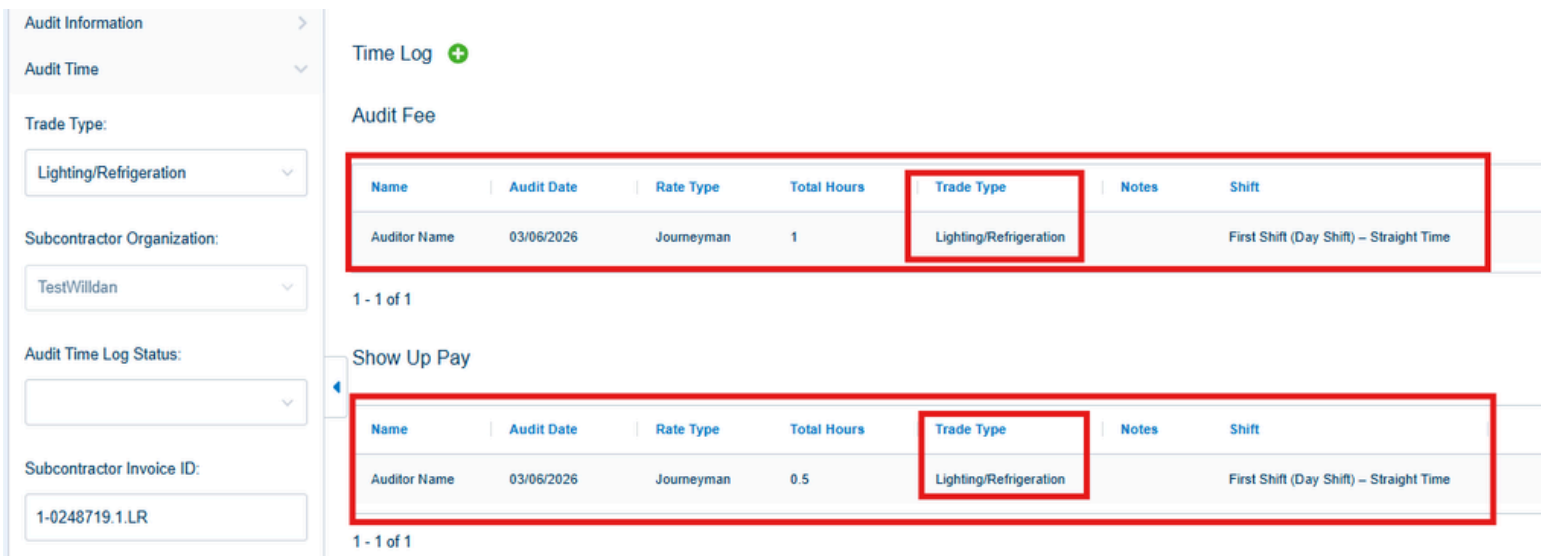 Audit Information
Audit Time
Trade Type:
Lighting/Refrigeration
Subcontractor Organization:
TestWilldan
Audit Time Log Status:
Subcontractor Invoice ID:
1-0248719.1.LR
Time Log
Audit Fee
Name Audit Date Rate Type Total Hours Trade Type Notes Shift
Auditor Name 03/06/2026 Journeyman 1 Lighting/Refrigeration First Shift (Day Shift) – Straight Time
1 - 1 of 1
Show Up Pay
Name Audit Date Rate Type Total Hours Trade Type Notes Shift
Auditor Name 03/06/2026 Journeyman 0.5 Lighting/Refrigeration First Shift (Day Shift) – Straight Time
1 - 1 of 1